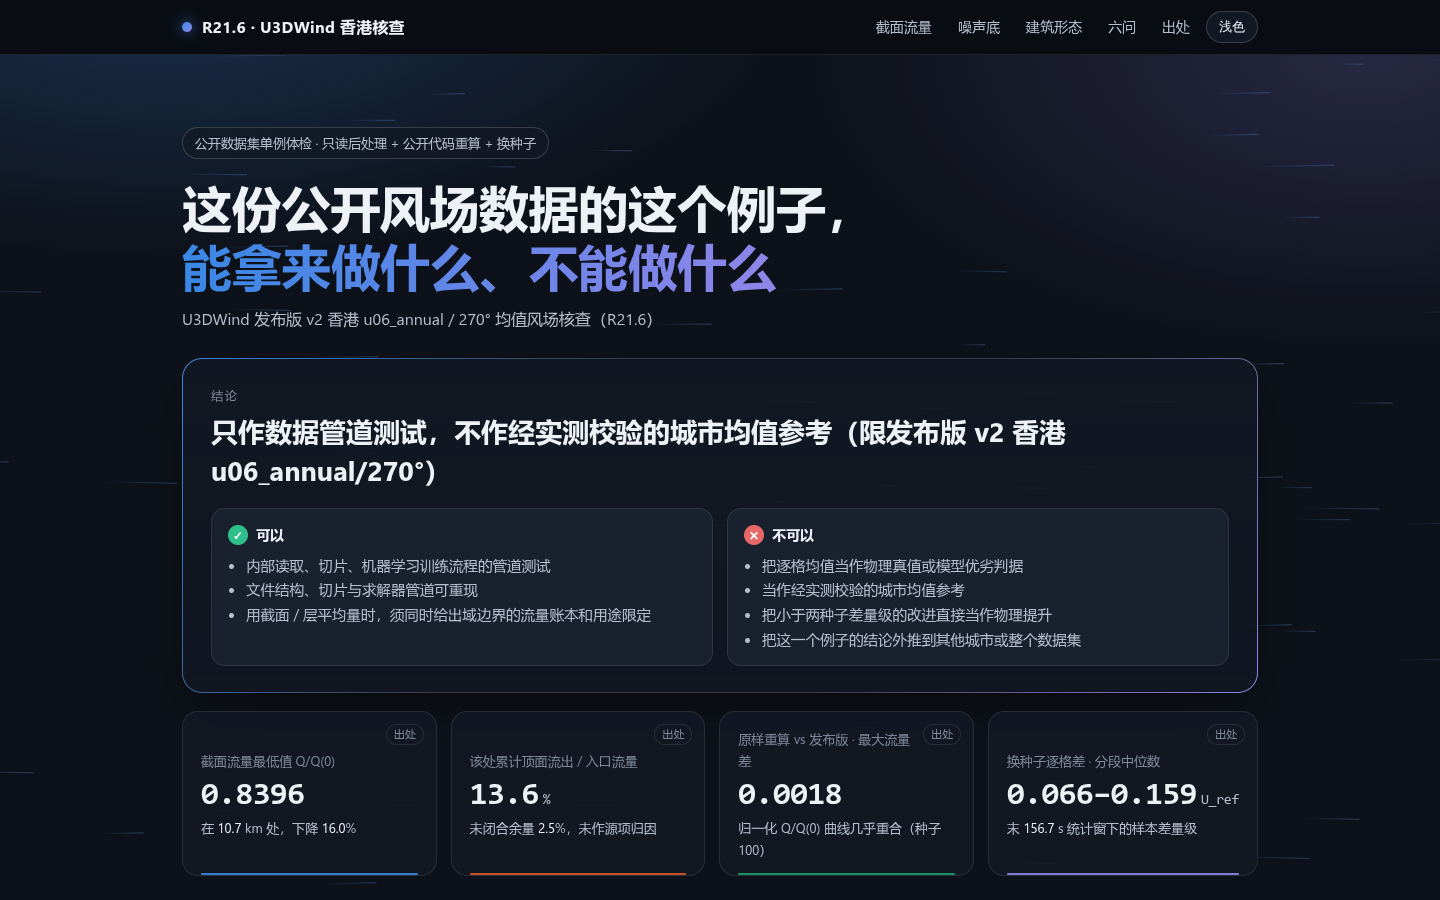 R21.6 · U3DWind 香港核查
截面流量
噪声底
建筑形态
六问
出处
浅色
公开数据集单例体检 · 只读后处理 + 公开代码重算 + 换种子
这份公开风场数据的这个例子，
能拿来做什么、不能做什么
U3DWind 发布版 v2 香港 u06_annual / 270° 均值风场核查（R21.6）
结论
只作数据管道测试，不作经实测校验的城市均值参考（限发布版 v2 香港
u06_annual/270°）
✓ 可以
• 内部读取、切片、机器学习训练流程的管道测试
• 文件结构、切片与求解器管道可重现
• 用截面 / 层平均量时，须同时给出域边界的流量账本和用途限定
✕ 不可以
• 把逐格均值当作物理真值或模型优劣判据
• 当作经实测校验的城市均值参考
• 把小于两种子差量级的改进直接当作物理提升
• 把这一个例子的结论外推到其他城市或整个数据集
出处
截面流量最低值 Q/Q(0)
0.8396
在 10.7 km 处，下降 16.0%
出处
该处累计顶面流出 / 入口流量
13.6 %
未闭合余量 2.5%，未作源项归因
出处
原样重算 vs 发布版 · 最大流量
差
0.0018
归一化 Q/Q(0) 曲线几乎重合（种子
100）
出处
换种子逐格差 · 分段中位数
0.066–0.159 U_ref
末 156.7 s 统计窗下的样本差量级